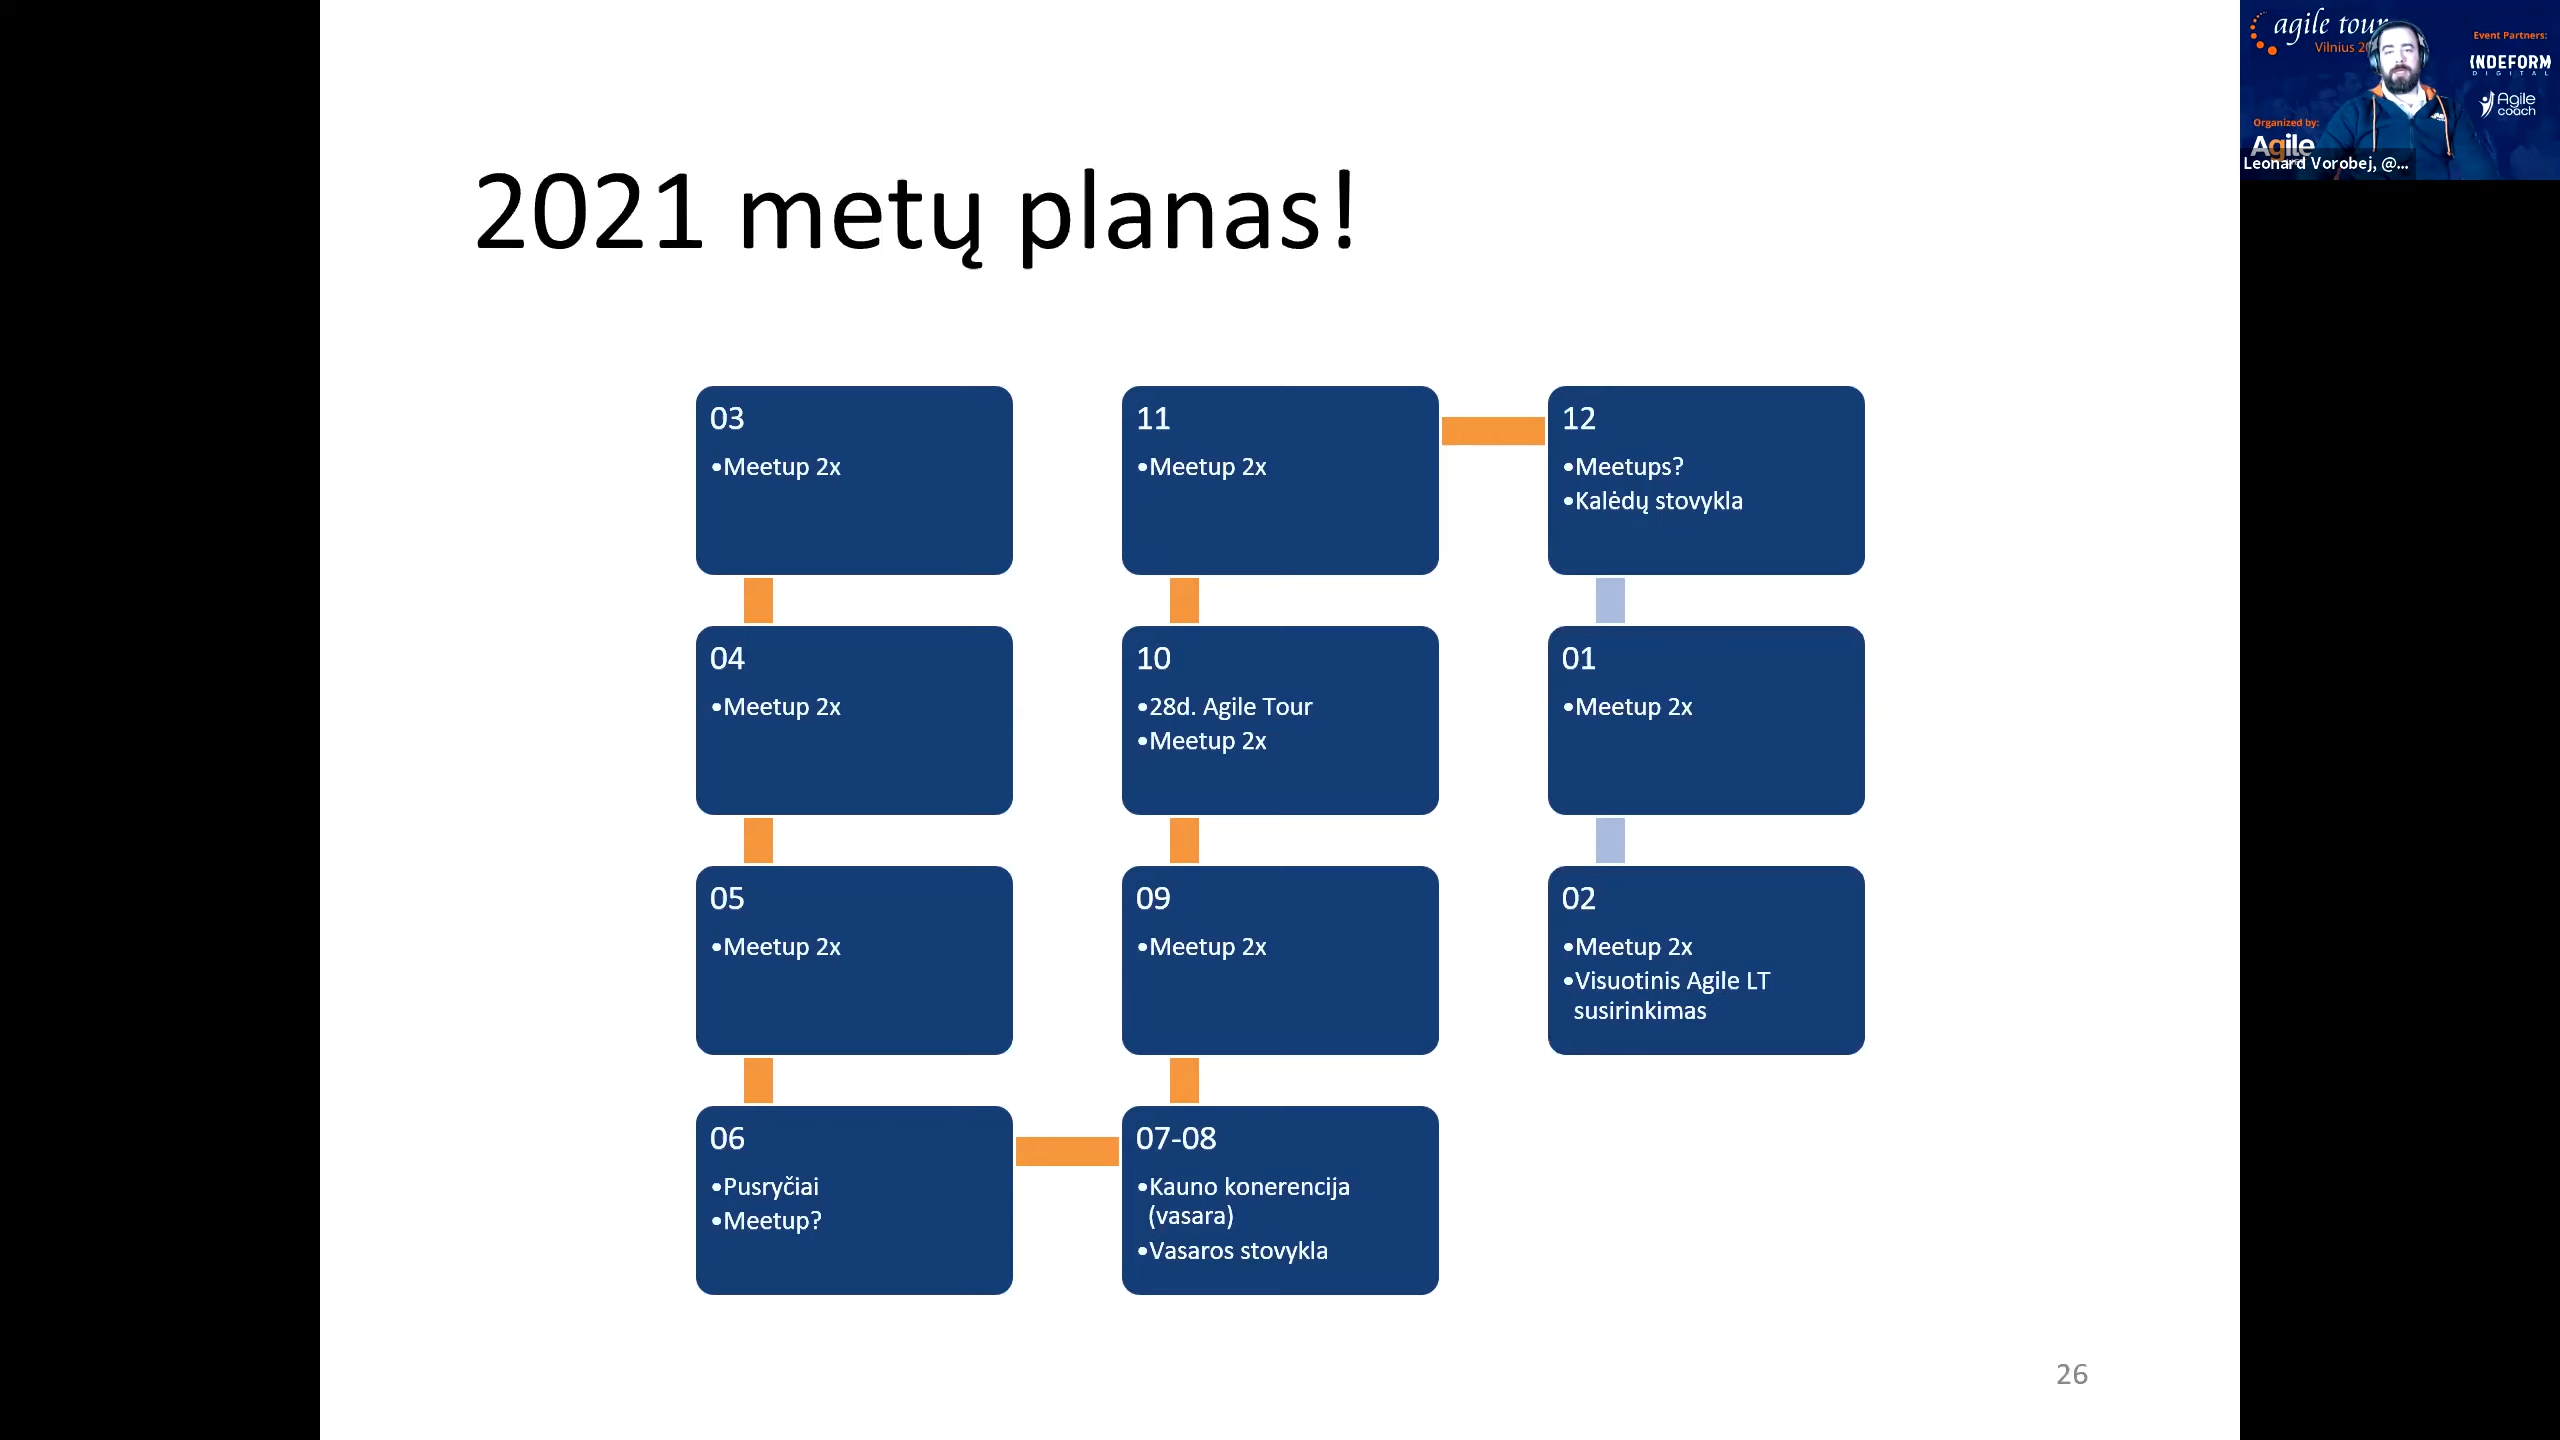 2021 metų planas!
03
•Meetup 2x
04
•Meetup 2x
05
•Meetup 2x
06
•Pusryčiai
•Meetup?
07-08
•Kauno konerencija
(vasara)
•Vasaros stovykla
09
•Meetup 2x
10
•28d. Agile Tour
•Meetup 2x
11
•Meetup 2x
12
•Meetups?
•Kalėdų stovykla
01
•Meetup 2x
02
•Meetup 2x
•Visuotinis Agile LT
susirinkimas
26
agile tour
Vilnius
Event Partners:
INDEFORM
DIGITAL
Agile
coach
Organized by:
Agile
Leonard Vorobej, @...